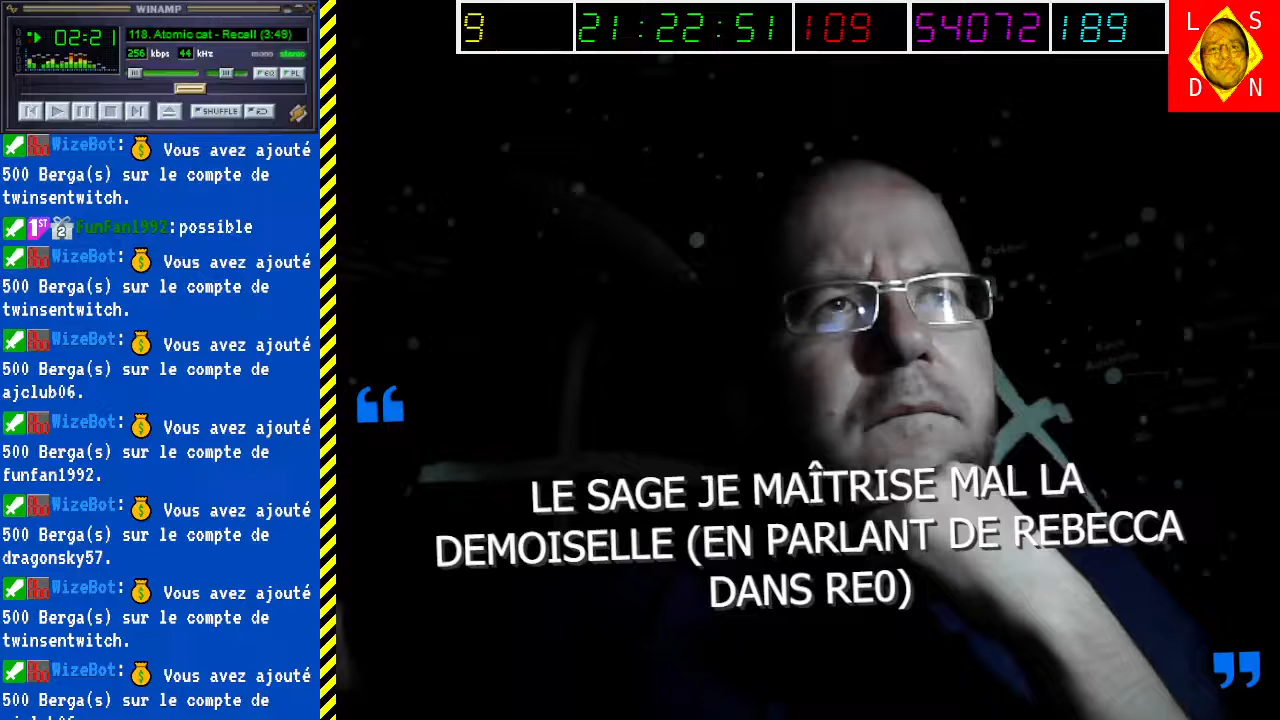 WINAMP
02:21
118. Atomic cat - Recall (3:49)
256 kbps 44 kHz mono stereo
EQ PL
SHUFFLE
9 21:22:51 109 54072 189
L S
D N
WizeBot: Vous avez ajouté
500 Berga(s) sur le compte de
twinsentwitch.
1ST 2 FunFan1992: possible
WizeBot: Vous avez ajouté
500 Berga(s) sur le compte de
twinsentwitch.
WizeBot: Vous avez ajouté
500 Berga(s) sur le compte de
ajclub06.
WizeBot: Vous avez ajouté
500 Berga(s) sur le compte de
funfan1992.
WizeBot: Vous avez ajouté
500 Berga(s) sur le compte de
dragonsky57.
WizeBot: Vous avez ajouté
500 Berga(s) sur le compte de
twinsentwitch.
WizeBot: Vous avez ajouté
500 Berga(s) sur le compte de
“
LE SAGE JE MAÎTRISE MAL LA
DEMOISELLE (EN PARLANT DE REBECCA
DANS RE0)
”